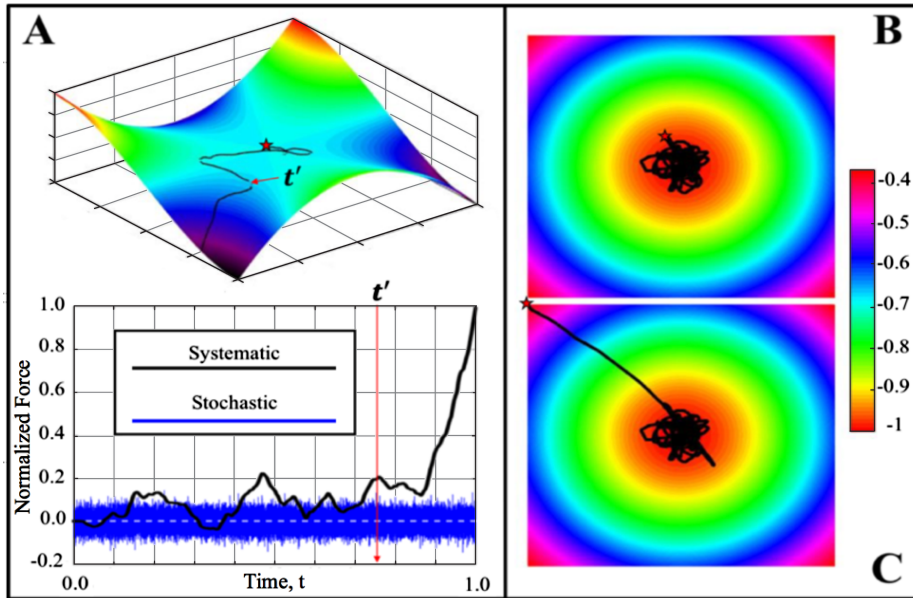 A
t′
t′
1.0
0.8
0.6
0.4
0.2
0.0
-0.2
Normalized Force
Systematic
Stochastic
0.0
Time, t
1.0
B
-0.4
-0.5
-0.6
-0.7
-0.8
-0.9
-1
C